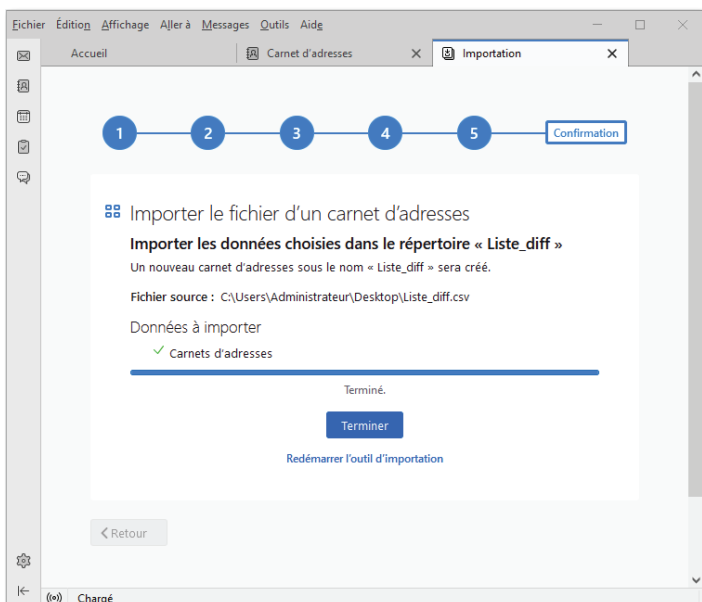 Fichier Édition Affichage Aller à Messages Outils Aide
Accueil Carnet d'adresses Importation
1 2 3 4 5 Confirmation
Importer le fichier d'un carnet d'adresses
Importer les données choisies dans le répertoire « Liste_diff »
Un nouveau carnet d'adresses sous le nom « Liste_diff » sera créé.
Fichier source : C:\Users\Administrateur\Desktop\Liste_diff.csv
Données à importer
Carnets d'adresses
Terminé.
Terminer
Redémarrer l'outil d'importation
Retour
Chargé